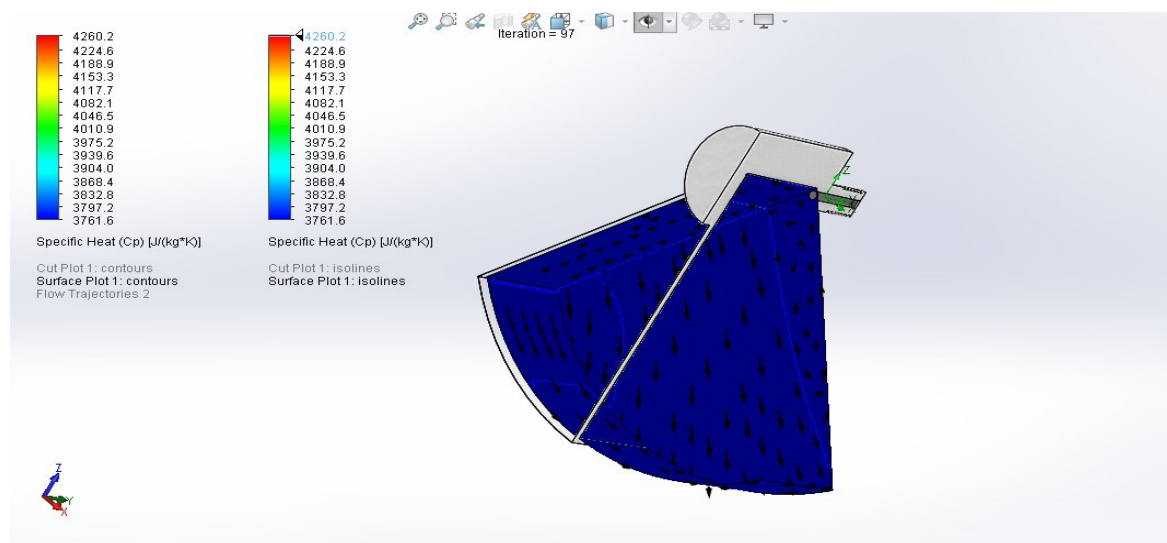 Iteration = 97
4260.2
4224.6
4188.9
4153.3
4117.7
4082.1
4046.5
4010.9
3975.2
3939.6
3904.0
3868.4
3832.8
3797.2
3761.6
Specific Heat (Cp) [J/(kg*K)]
Cut Plot 1: contours
Surface Plot 1: contours
Flow Trajectories 2
4260.2
4224.6
4188.9
4153.3
4117.7
4082.1
4046.5
4010.9
3975.2
3939.6
3904.0
3868.4
3832.8
3797.2
3761.6
Specific Heat (Cp) [J/(kg*K)]
Cut Plot 1: isolines
Surface Plot 1: isolines
Z
Z
Y
X